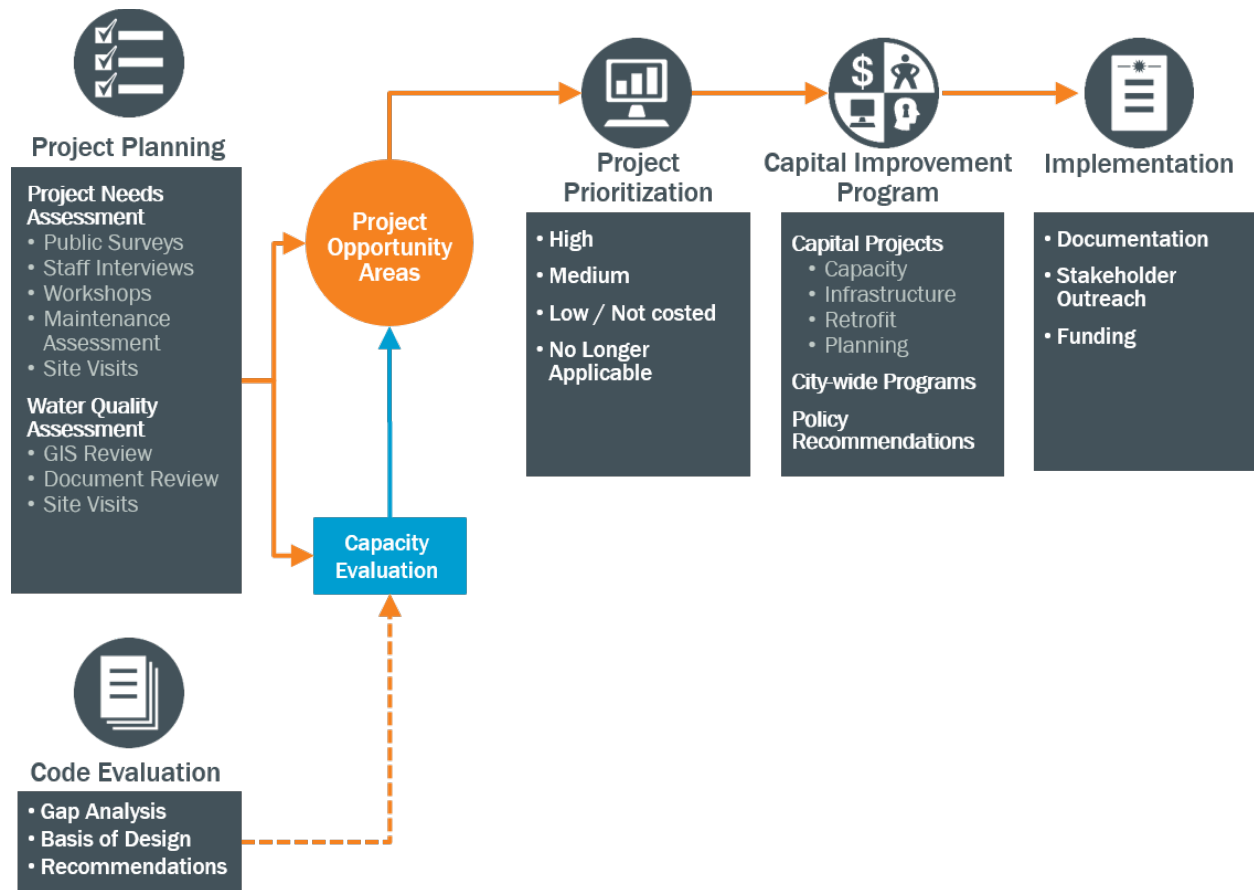 Project Planning
Project Needs
Assessment
• Public Surveys
• Staff Interviews
• Workshops
• Maintenance
Assessment
• Site Visits
Water Quality
Assessment
• GIS Review
• Document Review
• Site Visits
Code Evaluation
• Gap Analysis
• Basis of Design
• Recommendations
Project
Opportunity
Areas
Capacity
Evaluation
Project
Prioritization
• High
• Medium
• Low / Not costed
• No Longer
Applicable
$
Capital Improvement
Program
Capital Projects
• Capacity
• Infrastructure
• Retrofit
• Planning
City-wide Programs
Policy
Recommendations
Implementation
• Documentation
• Stakeholder
Outreach
• Funding